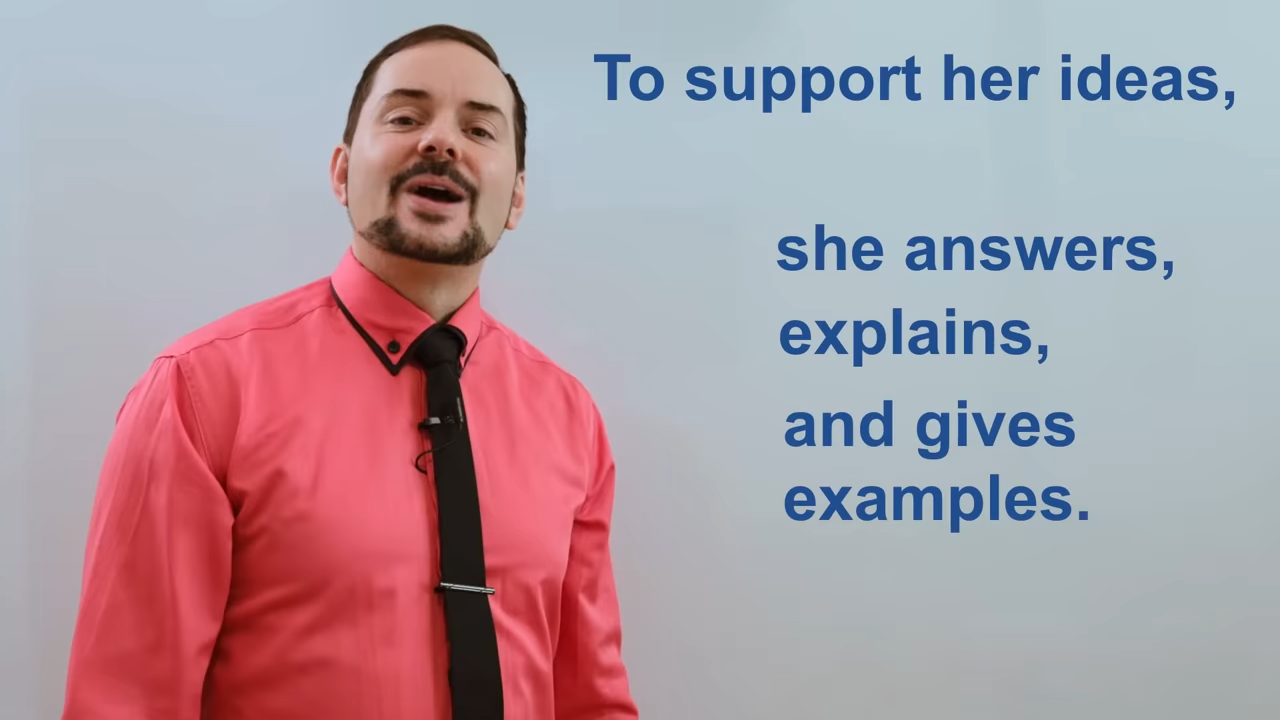 To support her ideas,
she answers,
explains,
and gives
examples.